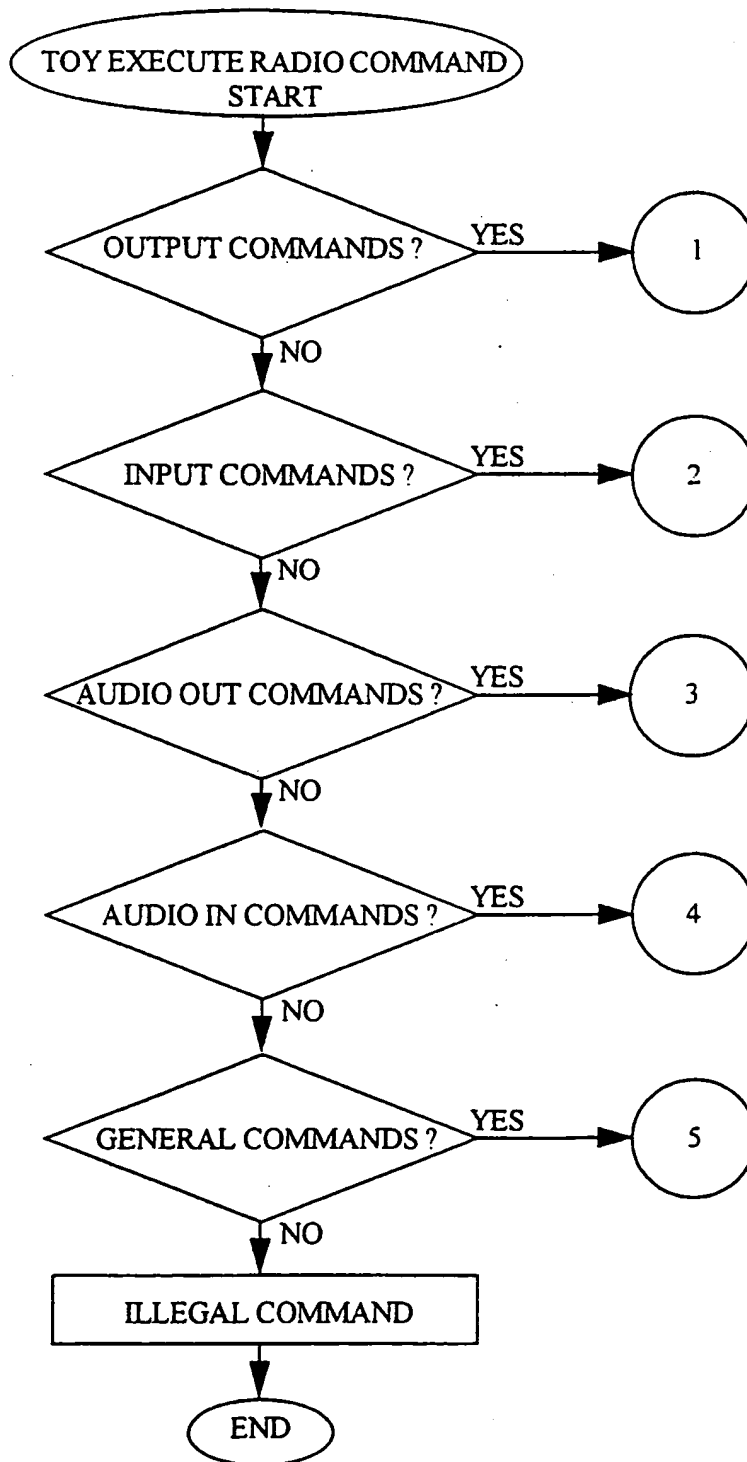 TOY EXECUTE RADIO COMMAND
START
OUTPUT COMMANDS ?
YES
1
NO
INPUT COMMANDS ?
YES
2
NO
AUDIO OUT COMMANDS ?
YES
3
NO
AUDIO IN COMMANDS ?
YES
4
NO
GENERAL COMMANDS ?
YES
5
NO
ILLEGAL COMMAND
END